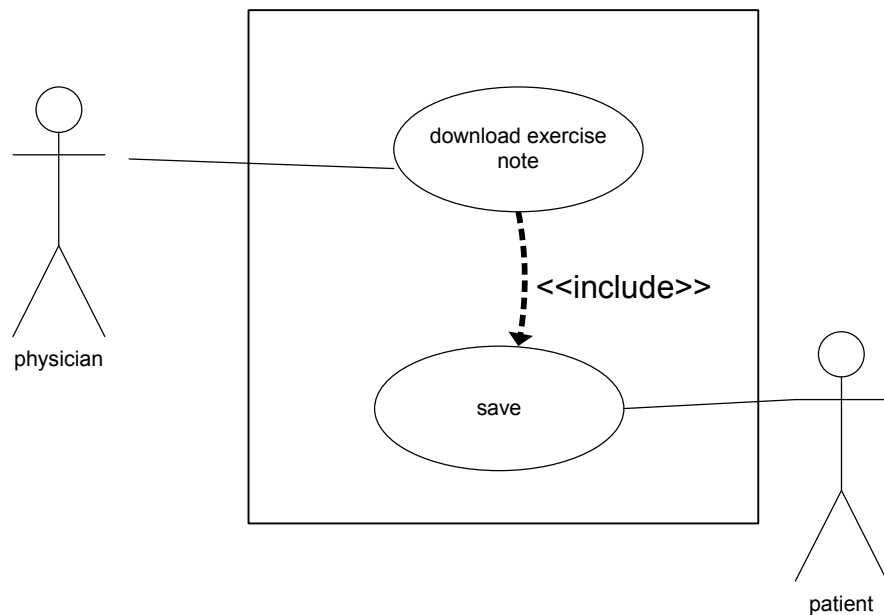 download exercise
note
<<include>>
physician
save
patient